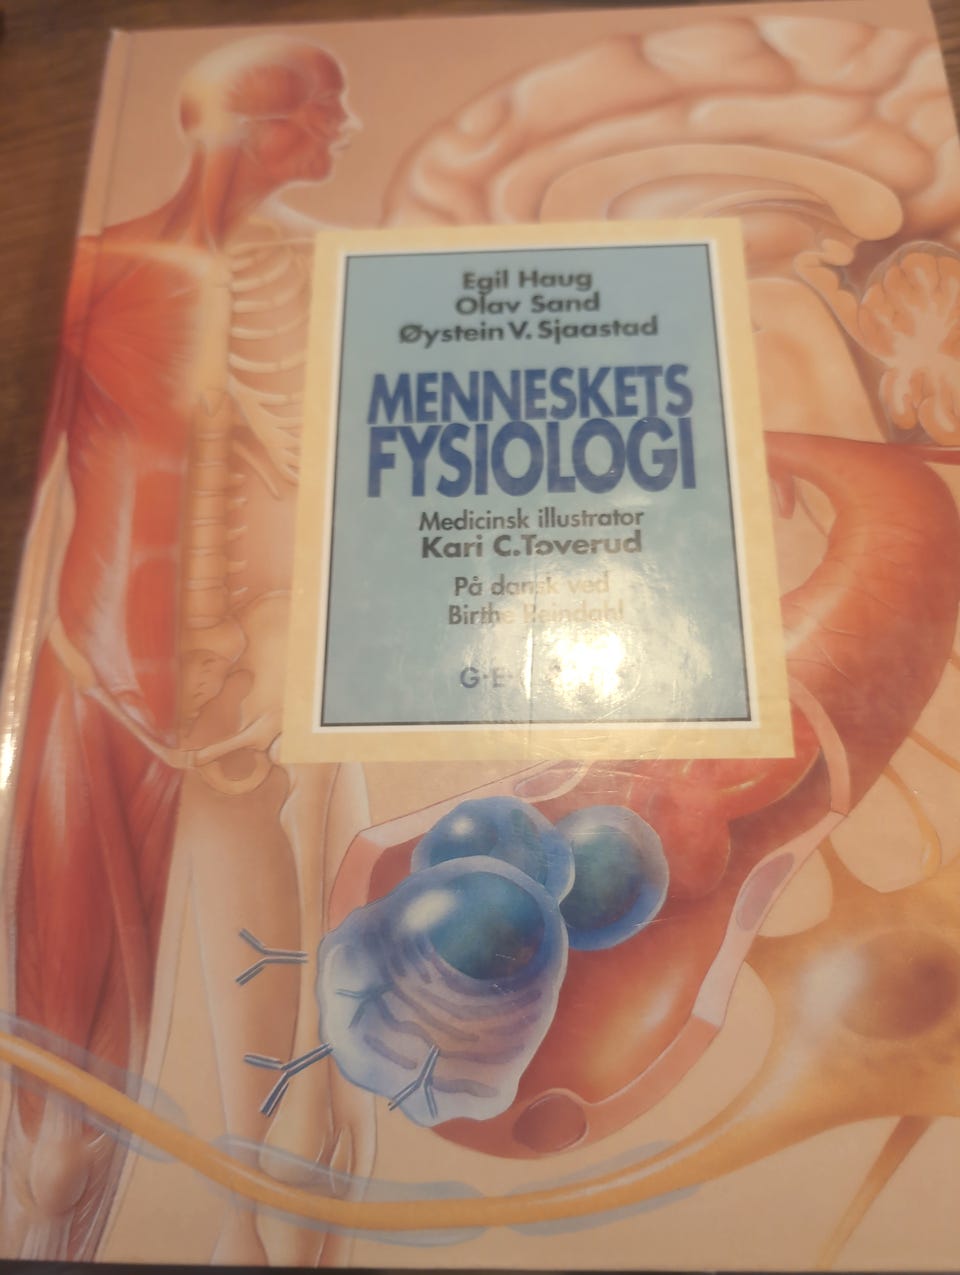 Egil Haug
Olav Sand
Øystein V. Sjaastad
MENNESKETS
FYSIOLOGI
Medicinsk illustrator
Kari C. Toverud
På dansk ved
Birthe